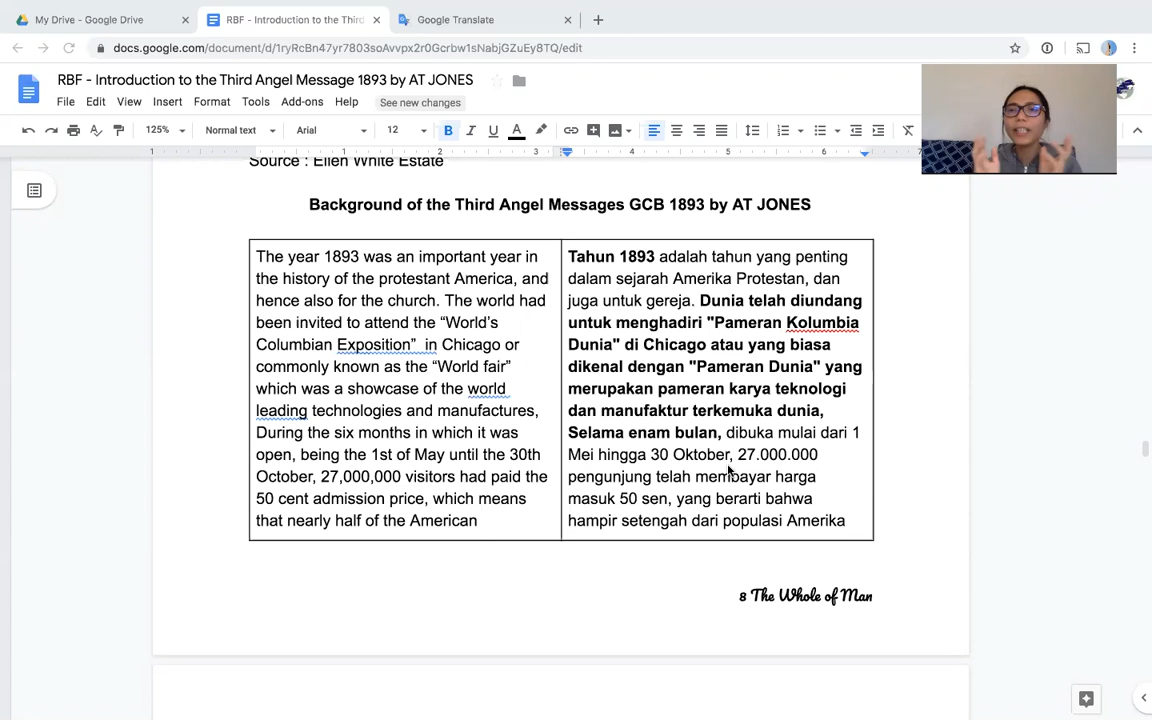 My Drive - Google Drive
RBF - Introduction to the Third
Google Translate
docs.google.com/document/d/1ryRcBn47yr7803soAvvpx2r0Gcrbw1sNabjGZuEy8TQ/edit
RBF - Introduction to the Third Angel Message 1893 by AT JONES
File Edit View Insert Format Tools Add-ons Help See new changes
125% Normal text Arial 12
1 1 2 3 4 5 6
Source : Ellen White Estate
Background of the Third Angel Messages GCB 1893 by AT JONES
The year 1893 was an important year in
the history of the protestant America, and
hence also for the church. The world had
been invited to attend the “World’s
Columbian Exposition”  in Chicago or
commonly known as the “World fair”
which was a showcase of the world
leading technologies and manufactures,
During the six months in which it was
open, being the 1st of May until the 30th
October, 27,000,000 visitors had paid the
50 cent admission price, which means
that nearly half of the American
Tahun 1893 adalah tahun yang penting
dalam sejarah Amerika Protestan, dan
juga untuk gereja. Dunia telah diundang
untuk menghadiri "Pameran Kolumbia
Dunia" di Chicago atau yang biasa
dikenal dengan "Pameran Dunia" yang
merupakan pameran karya teknologi
dan manufaktur terkemuka dunia,
Selama enam bulan, dibuka mulai dari 1
Mei hingga 30 Oktober, 27.000.000
pengunjung telah membayar harga
masuk 50 sen, yang berarti bahwa
hampir setengah dari populasi Amerika
8 The Whole of Man